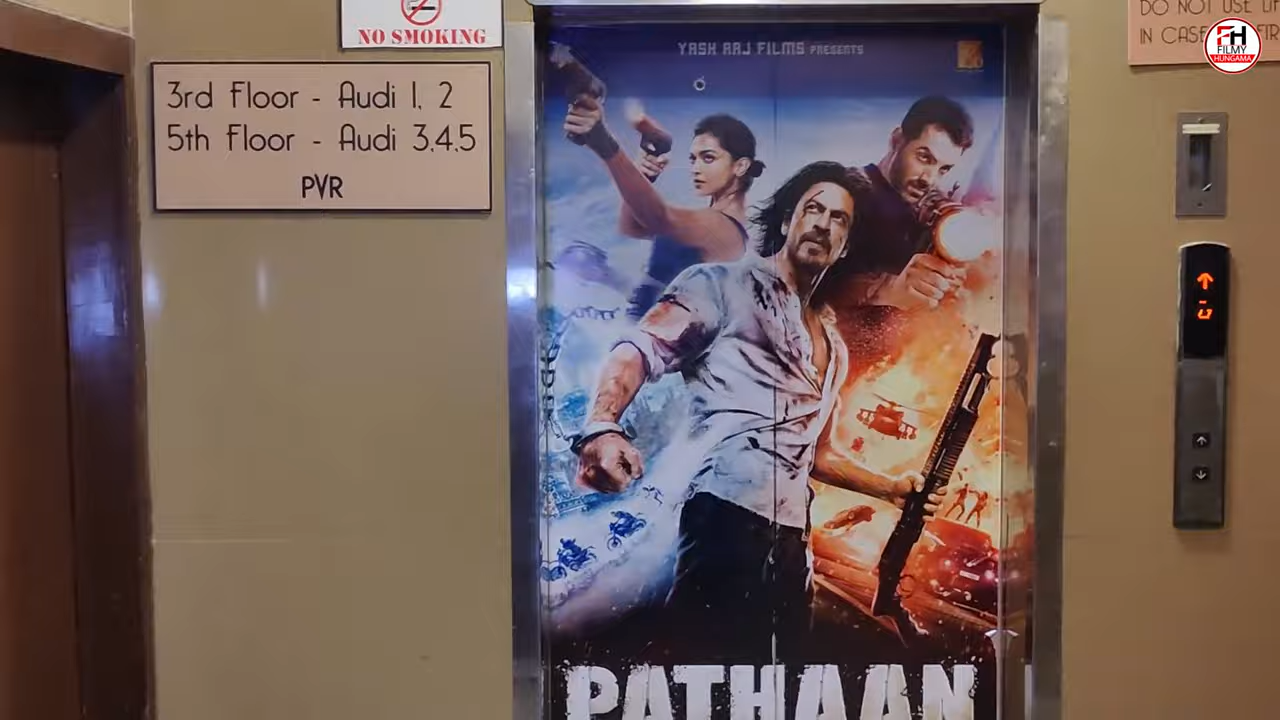 NO SMOKING
3rd Floor - Audi 1, 2
5th Floor - Audi 3,4,5
PVR
YASH RAJ FILMS PRESENTS
PATHAAN
DO NOT USE
IN CASE
FH
FILMY
HUNGAMA